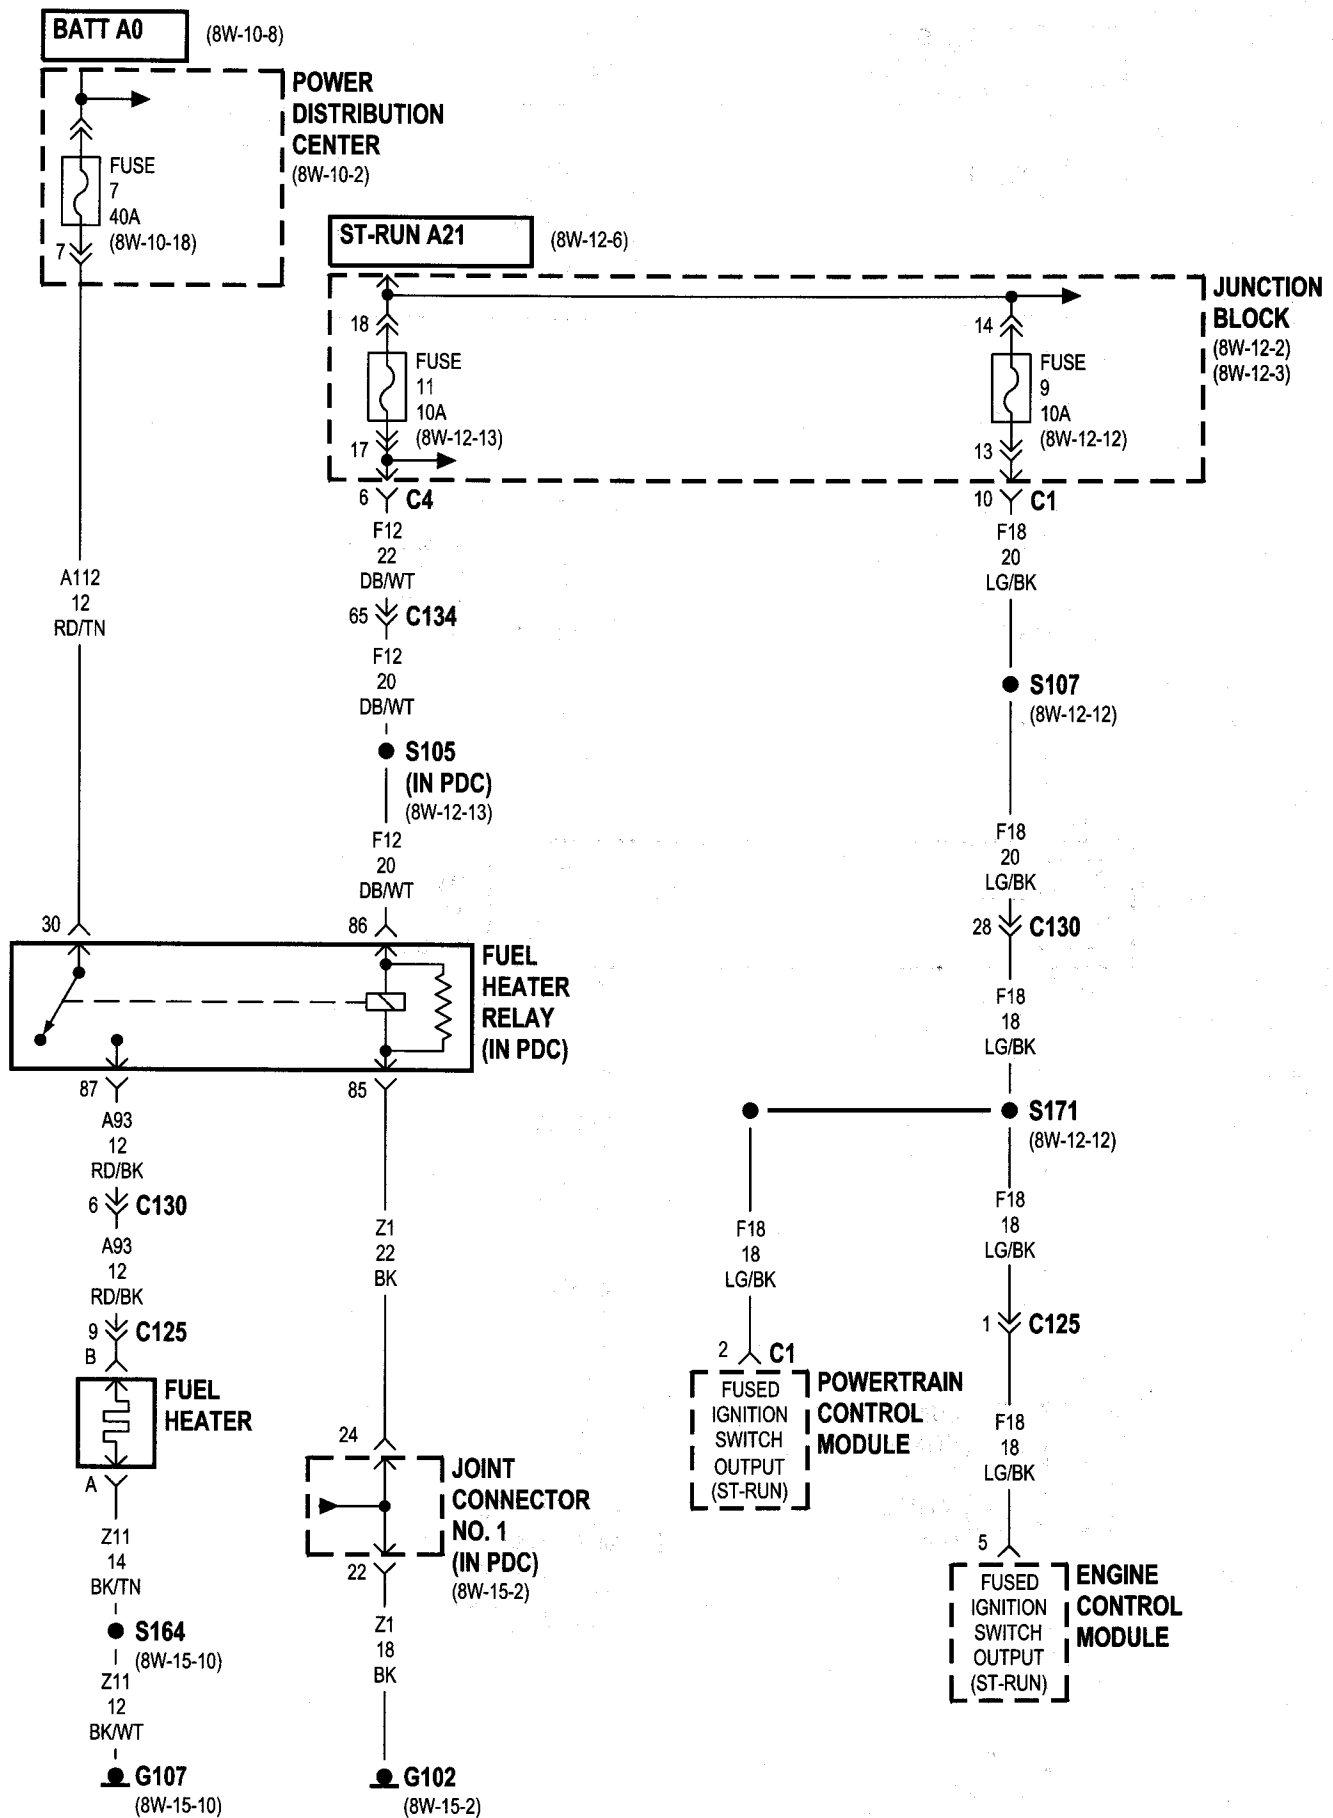 BATT A0
(8W-10-8)
POWER
DISTRIBUTION
CENTER
(8W-10-2)
FUSE
7
40A
(8W-10-18)
7
ST-RUN A21
(8W-12-6)
JUNCTION
BLOCK
(8W-12-2)
(8W-12-3)
18
FUSE
11
10A
(8W-12-13)
17
14
FUSE
9
10A
(8W-12-12)
13
6
C4
F12
22
DB/WT
65
C134
F12
20
DB/WT
S105
(IN PDC)
(8W-12-13)
F12
20
DB/WT
10
C1
F18
20
LG/BK
S107
(8W-12-12)
F18
20
LG/BK
28
C130
F18
18
LG/BK
S171
(8W-12-12)
A112
12
RD/TN
30
86
FUEL
HEATER
RELAY
(IN PDC)
87
85
A93
12
RD/BK
6
C130
A93
12
RD/BK
9
C125
B
FUEL
HEATER
A
Z11
14
BK/TN
S164
(8W-15-10)
Z11
12
BK/WT
G107
(8W-15-10)
Z1
22
BK
24
JOINT
CONNECTOR
NO. 1
(IN PDC)
(8W-15-2)
22
Z1
18
BK
G102
(8W-15-2)
F18
18
LG/BK
2
C1
FUSED
IGNITION
SWITCH
OUTPUT
(ST-RUN)
POWERTRAIN
CONTROL
MODULE
F18
18
LG/BK
1
C125
F18
18
LG/BK
5
FUSED
IGNITION
SWITCH
OUTPUT
(ST-RUN)
ENGINE
CONTROL
MODULE